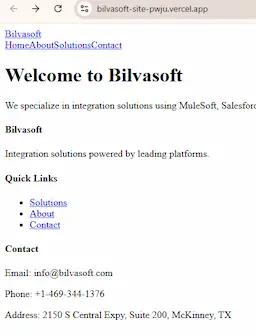 bilvasoft-site-pwju.vercel.app
Bilvasoft
HomeAboutSolutionsContact
Welcome to Bilvasoft
We specialize in integration solutions using MuleSoft,
Bilvasoft
Integration solutions powered by leading platforms.
Quick Links
Solutions
About
Contact
Contact
Email: info@bilvasoft.com
Phone: +1-469-344-1376
Address: 2150 S Central Expy, Suite 200, McKinney, TX